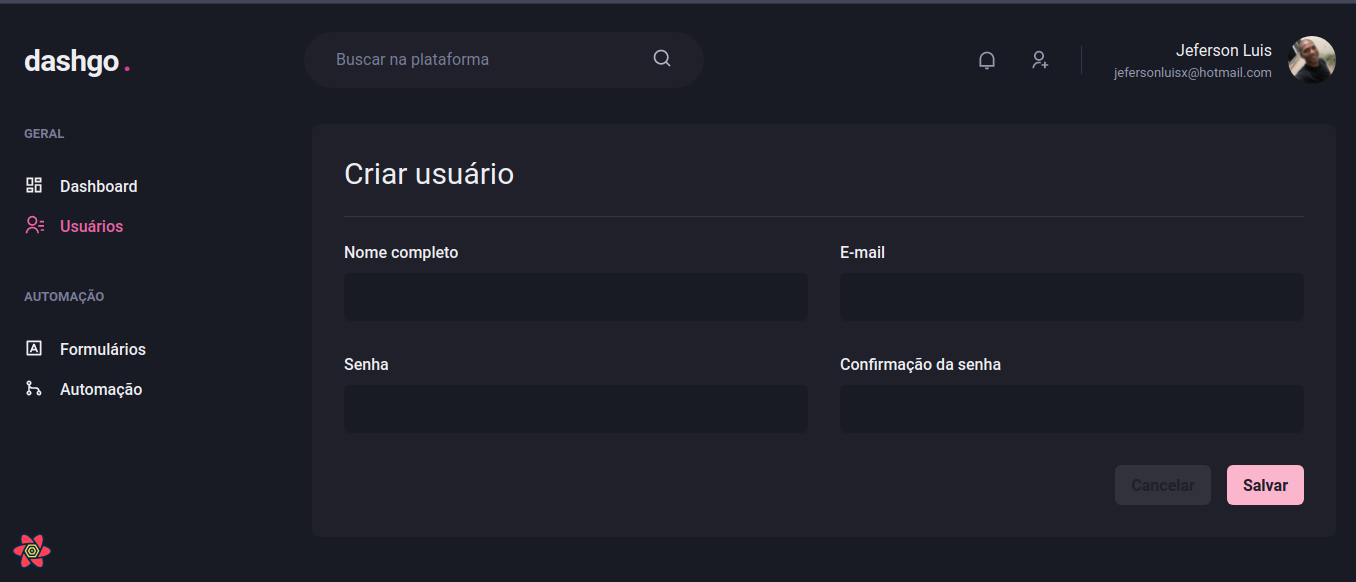 dashgo.
Buscar na plataforma
Jeferson Luis
jefersonluisx@hotmail.com
GERAL
Dashboard
Usuários
AUTOMAÇÃO
Formulários
Automação
Criar usuário
Nome completo
E-mail
Senha
Confirmação da senha
Cancelar
Salvar